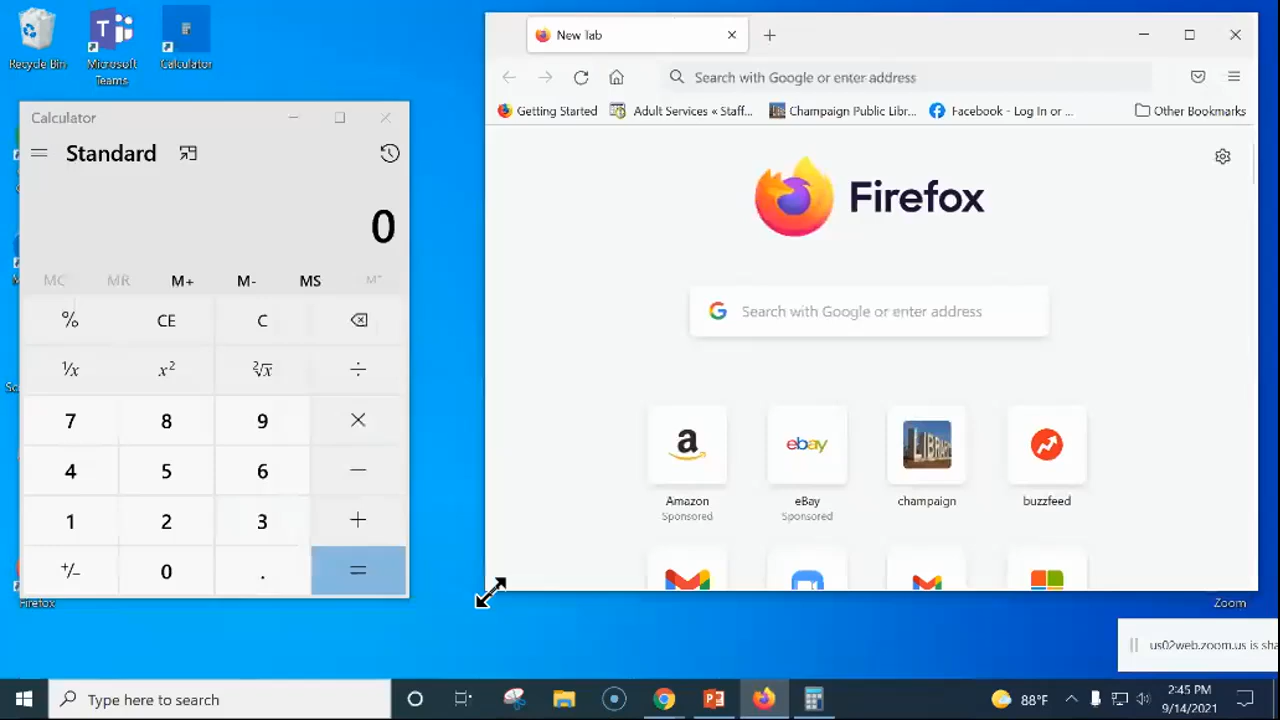 Recycle Bin
Microsoft
Teams
Calculator
Calculator
Standard
0
MC MR M+ M- MS M˅
% CE C
¹/x x² ²√x ÷
7 8 9 ×
4 5 6 −
1 2 3 +
+/− 0 . =
Firefox
New Tab
Search with Google or enter address
Getting Started
Adult Services « Staff...
Champaign Public Libr...
Facebook - Log In or ...
Other Bookmarks
Firefox
Search with Google or enter address
a
ebay
LIBRA
Amazon
Sponsored
eBay
Sponsored
champaign
buzzfeed
Zoom
us02web.zoom.us is sha
Type here to search
88°F
2:45 PM
9/14/2021